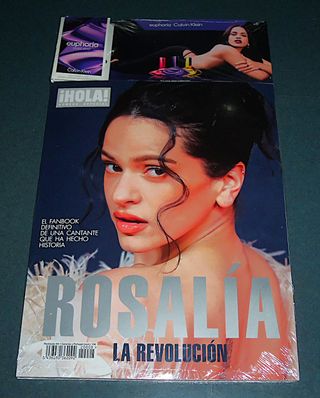 euphoria Calvin Klein
euphoria
Calvin Klein
¡HOLA!
EL FANBOOK
DEFINITIVO
DE UNA CANTANTE
QUE HA HECHO
HISTORIA
ROSALÍA
LA REVOLUCIÓN